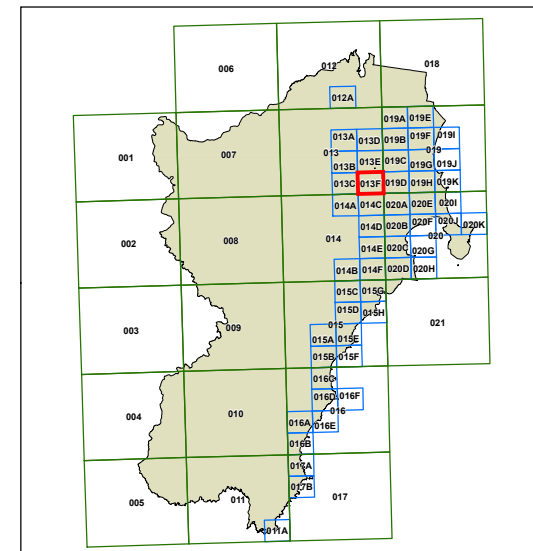 006 012 018
012A
019A 019E
001 007 013A 013D 019B 019F 019I
013 019
013B 013E 019C 019G 019J
013C 013F 019D 019H 019K
014A 014C 020A 020E 020I
002 008 014 014D 020B 020F 020J 020K
020
014E 020C 020G
014B 014F 020D 020H
015C 015G
003 009 015D 015H 021
015
015A 015E
015B 015F
016C
004 010 016D 016F
016
016A 016E
016B
017A
005 011 017B 017
011A